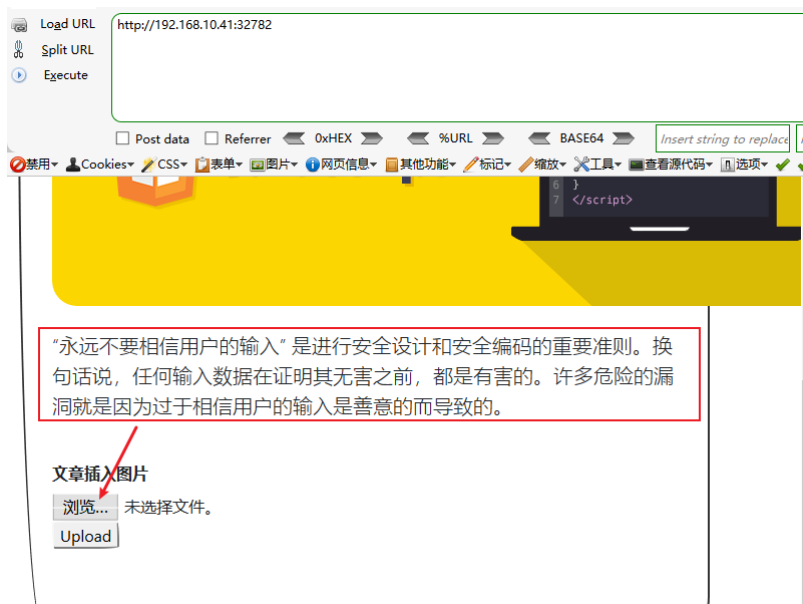 Load URL
http://192.168.10.41:32782
Split URL
Execute
Post data Referrer 0xHEX %URL BASE64 Insert string to replace
禁用 Cookies CSS 表单 图片 网页信息 其他功能 标记 缩放 工具 查看源代码 选项
6 }
7 </script>
“永远不要相信用户的输入” 是进行安全设计和安全编码的重要准则。换
句话说，任何输入数据在证明其无害之前，都是有害的。许多危险的漏
洞就是因为过于相信用户的输入是善意的而导致的。
文章插入图片
浏览... 未选择文件。
Upload